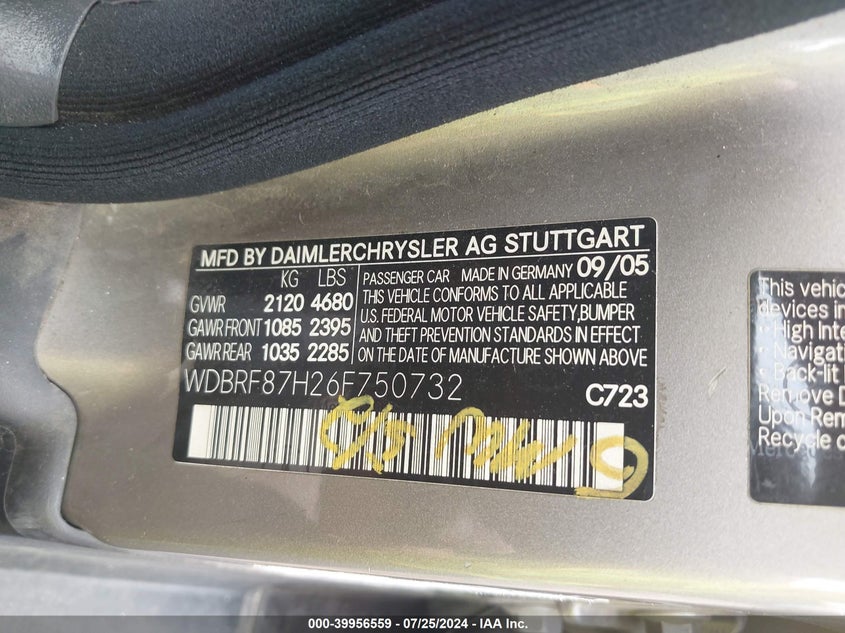 MFD BY DAIMLERCHRYSLER AG STUTTGART
KG LBS
GVWR 2120 4680
GAWR FRONT 1085 2395
GAWR REAR 1035 2285
PASSENGER CAR MADE IN GERMANY 09/05
THIS VEHICLE CONFORMS TO ALL APPLICABLE
U.S. FEDERAL MOTOR VEHICLE SAFETY,BUMPER
AND THEFT PREVENTION STANDARDS IN EFFECT
ON THE DATE OF MANUFACTURE SHOWN ABOVE
WDBRF87H26F750732
C723
This vehic
devices in
High Inte
Navigati
Back-lit
Remove D
Upon Rem
Recycle o
000-39956559 / 07/25/2024 - IAA Inc.